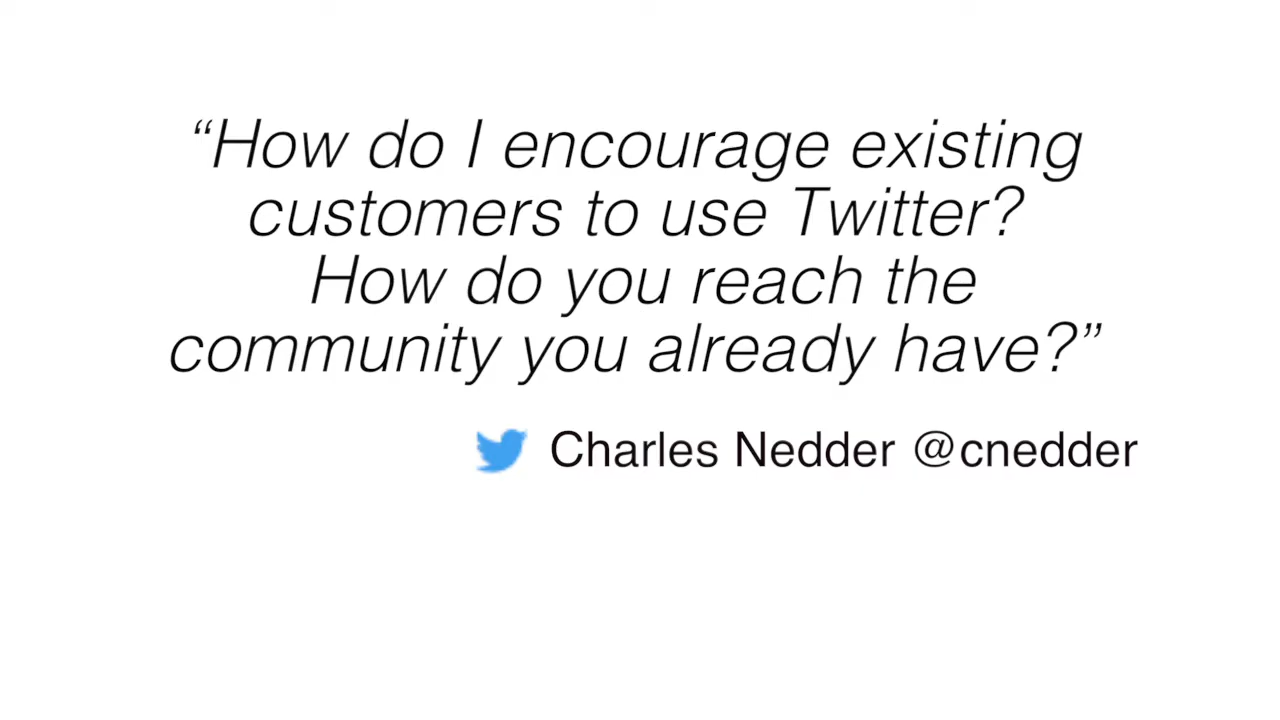 “How do I encourage existing
customers to use Twitter?
How do you reach the
community you already have?”
Charles Nedder @cnedder